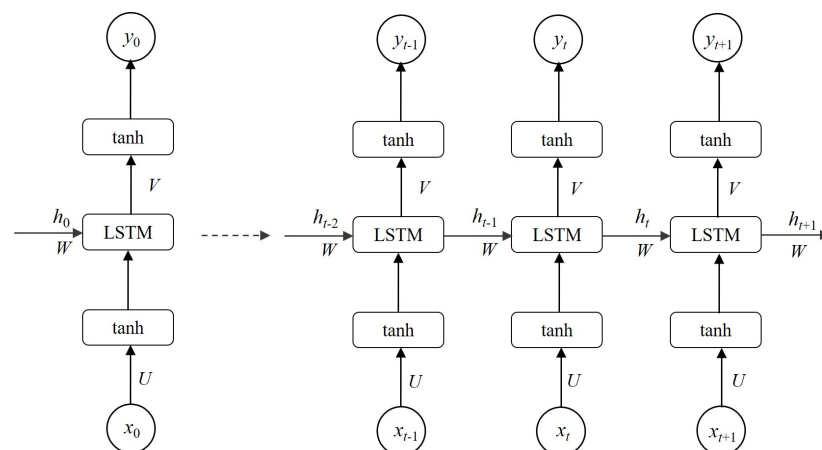 y0 yt-1 yt yt+1
tanh tanh tanh tanh
V V V V
h0 ht-2 ht-1 ht ht+1
LSTM LSTM LSTM LSTM
W W W W W
tanh tanh tanh tanh
U U U U
x0 xt-1 xt xt+1